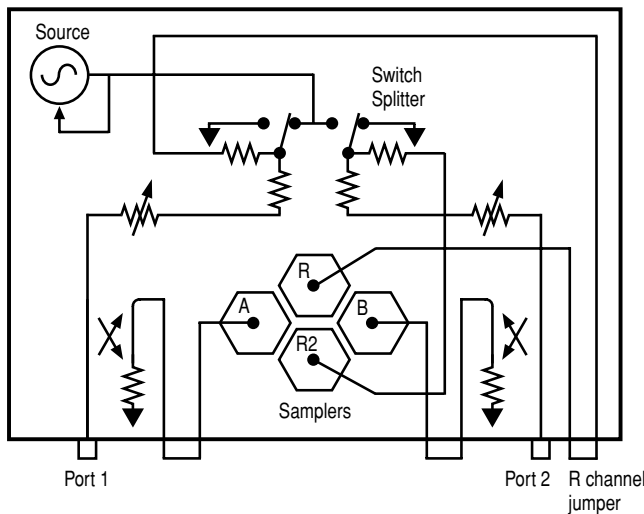 Source
Switch
Splitter
R
A
B
R2
Samplers
Port 1
Port 2
R channel
jumper